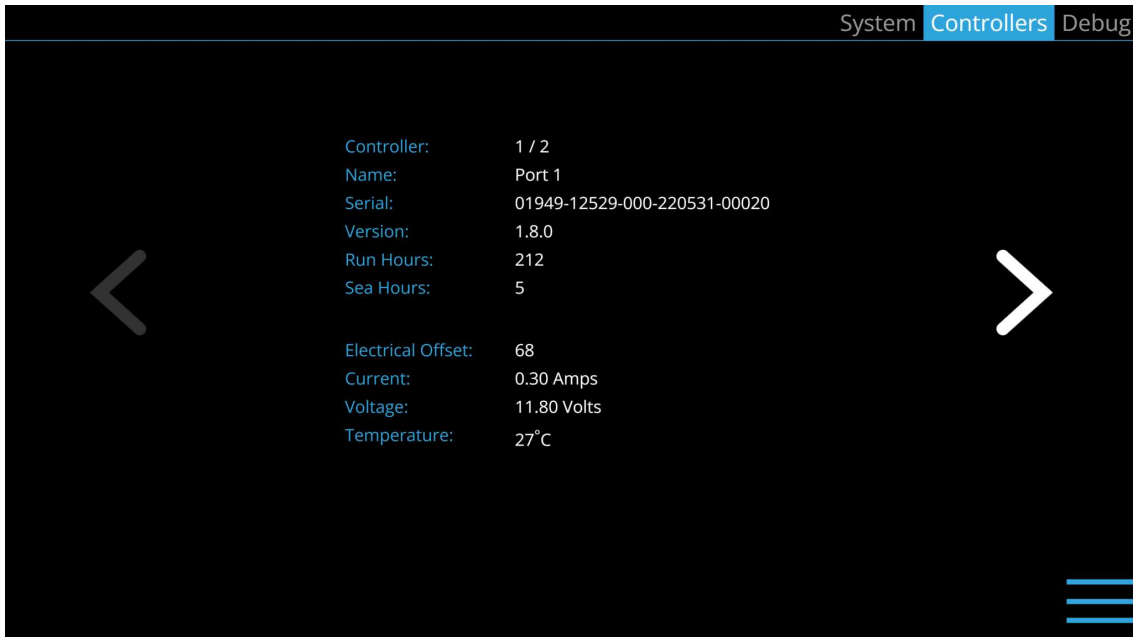 System Controllers Debug
Controller: 1 / 2
Name: Port 1
Serial: 01949-12529-000-220531-00020
Version: 1.8.0
Run Hours: 212
Sea Hours: 5
Electrical Offset: 68
Current: 0.30 Amps
Voltage: 11.80 Volts
Temperature: 27°C